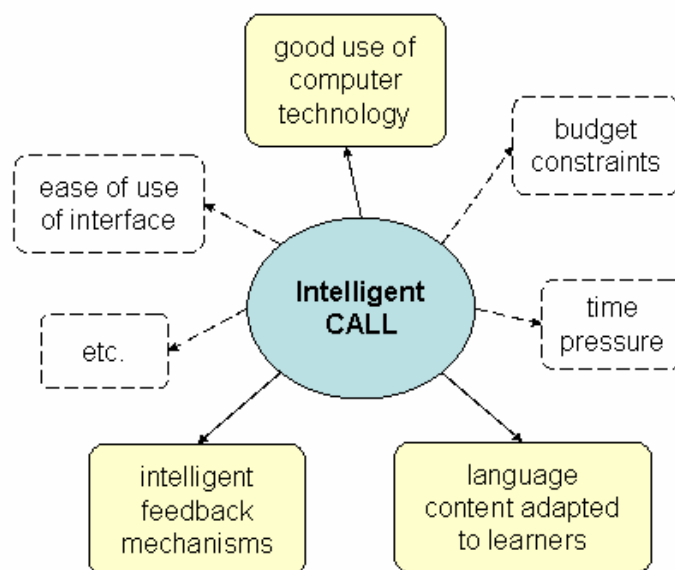 good use of
computer
technology
budget
constraints
ease of use
of interface
Intelligent
CALL
time
pressure
etc.
intelligent
feedback
mechanisms
language
content adapted
to learners